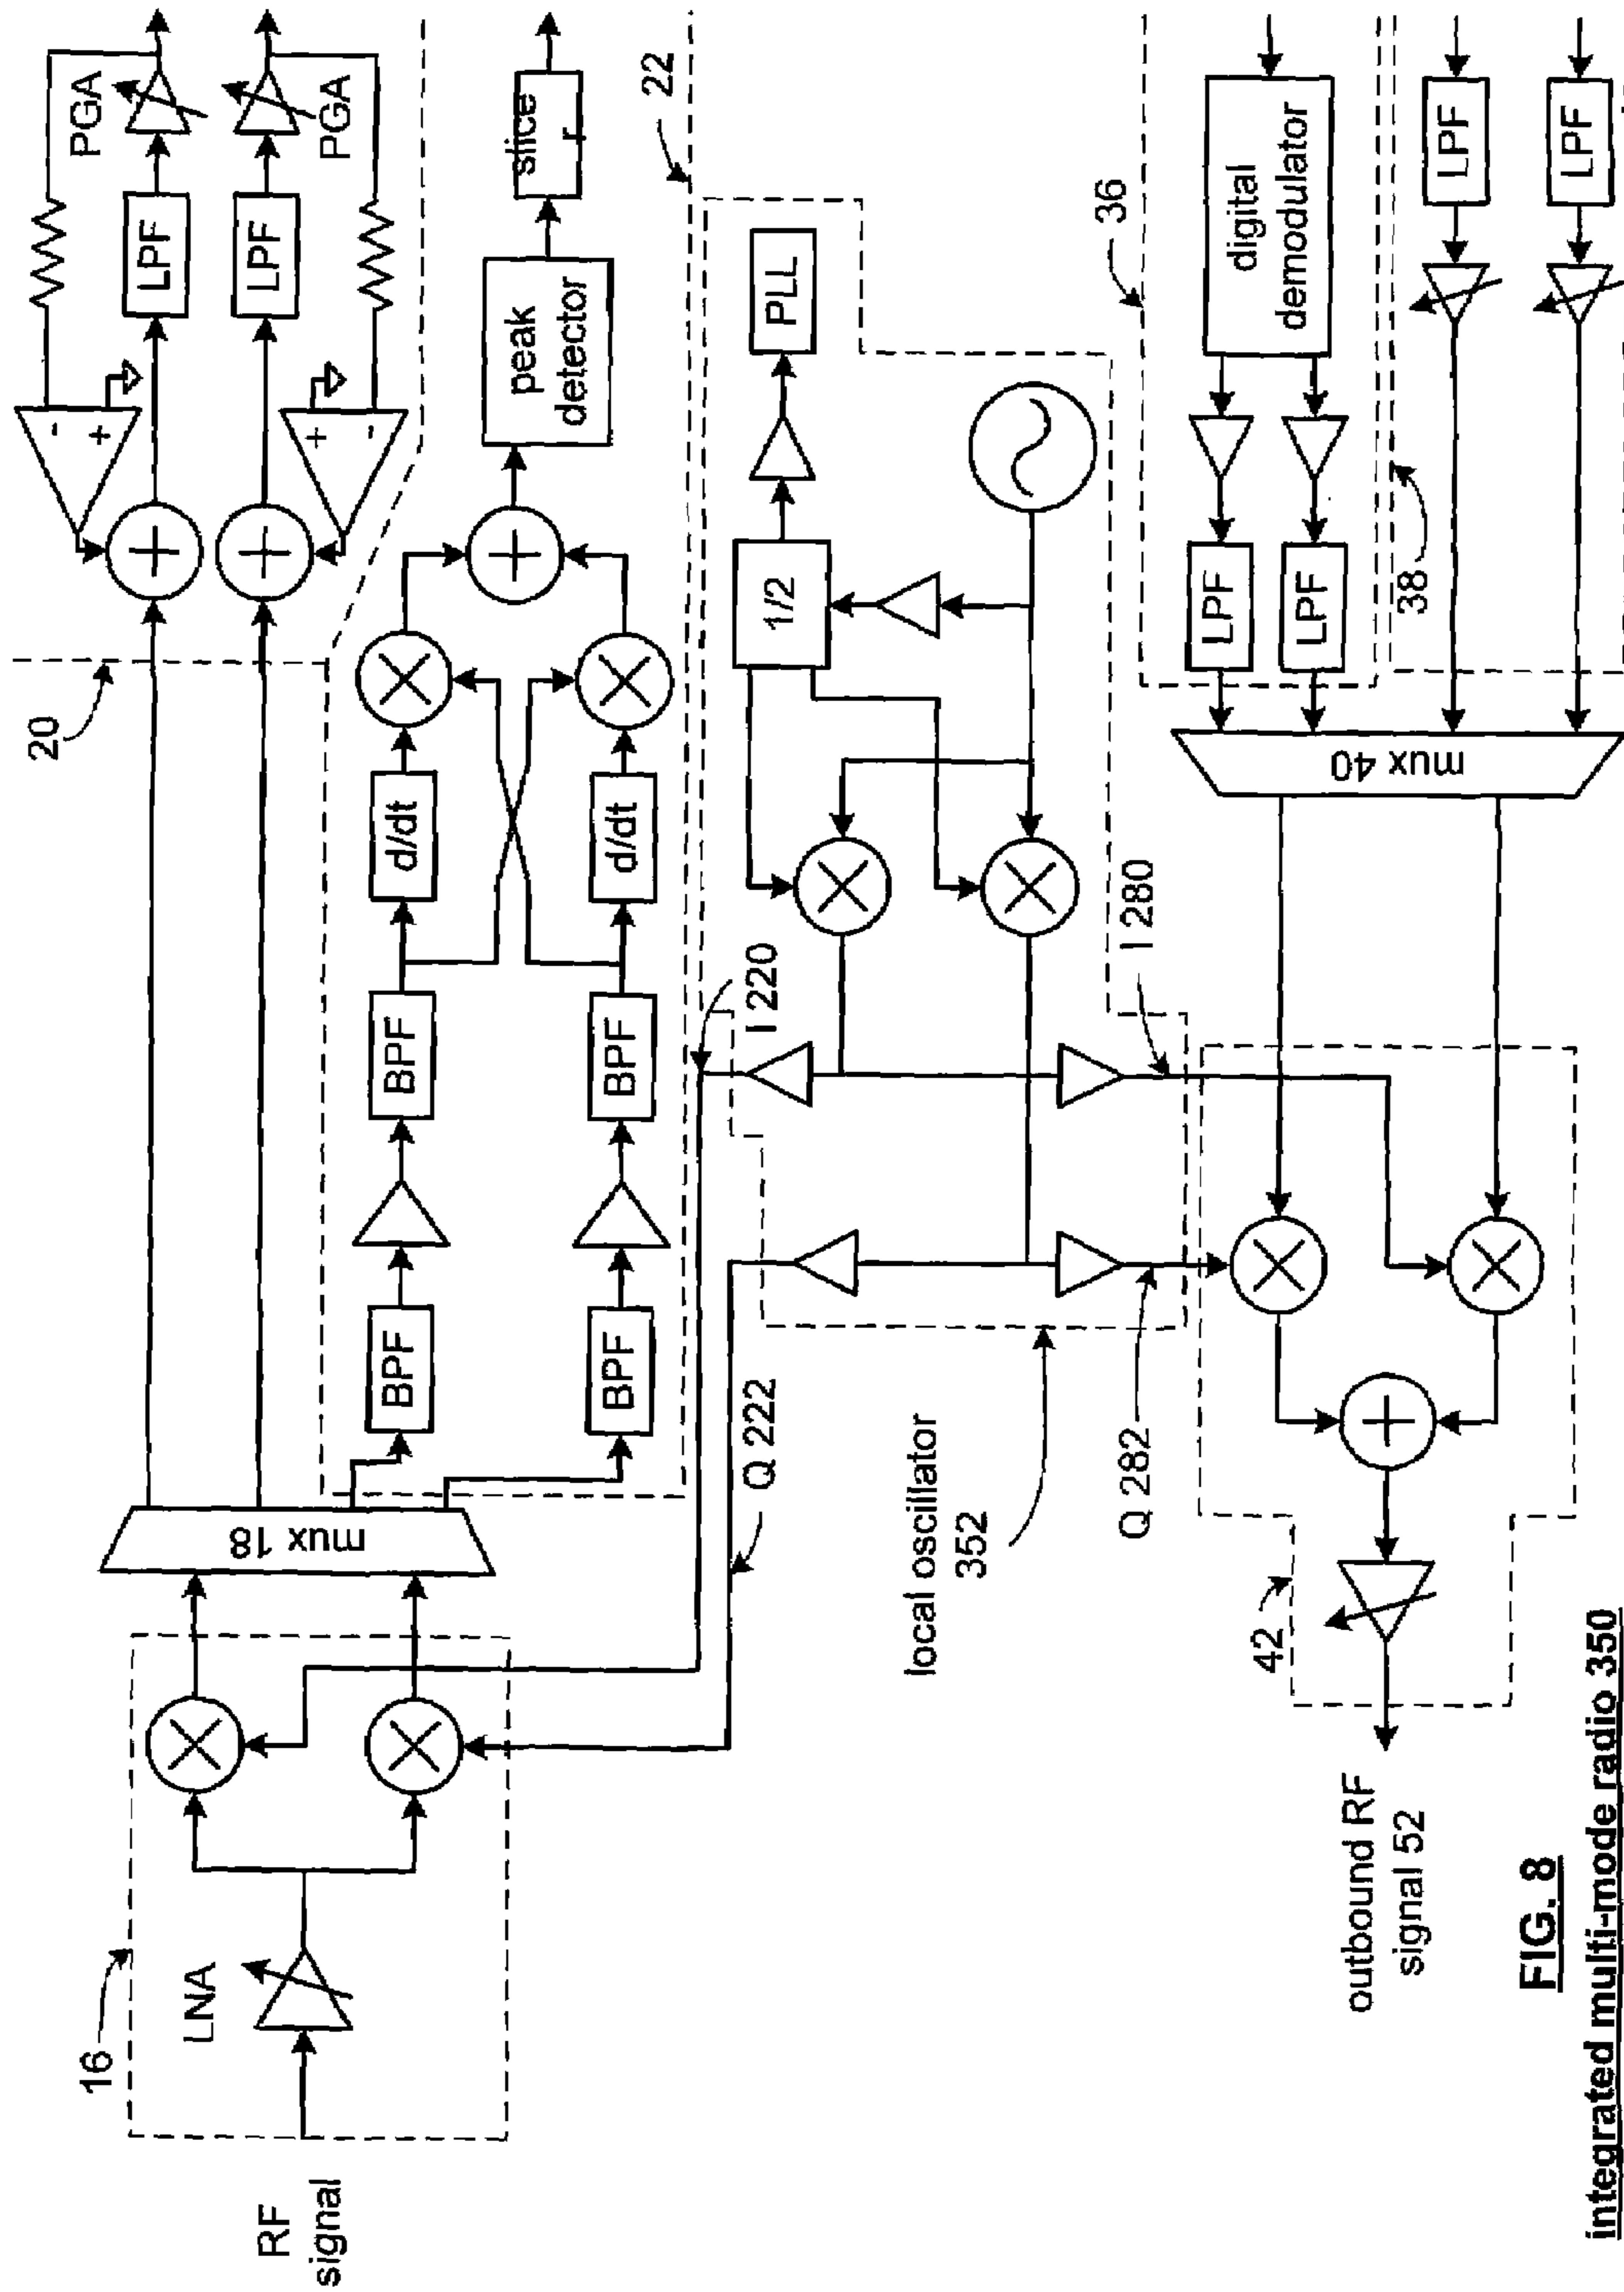 RF
signal
16
LNA
mux 18
20
PGA
PGA
LPF
LPF
-
+
+
-
+
+
22
BPF
BPF
BPF
BPF
d/dt
d/dt
+
peak
detector
slice
r
I 220
Q 222
1/2
PLL
local oscillator
352
I 280
Q 282
36
digital
demodulator
LPF
LPF
38
LPF
LPF
mux 40
+
42
outbound RF
signal 52
FIG. 8
integrated multi-mode radio 350